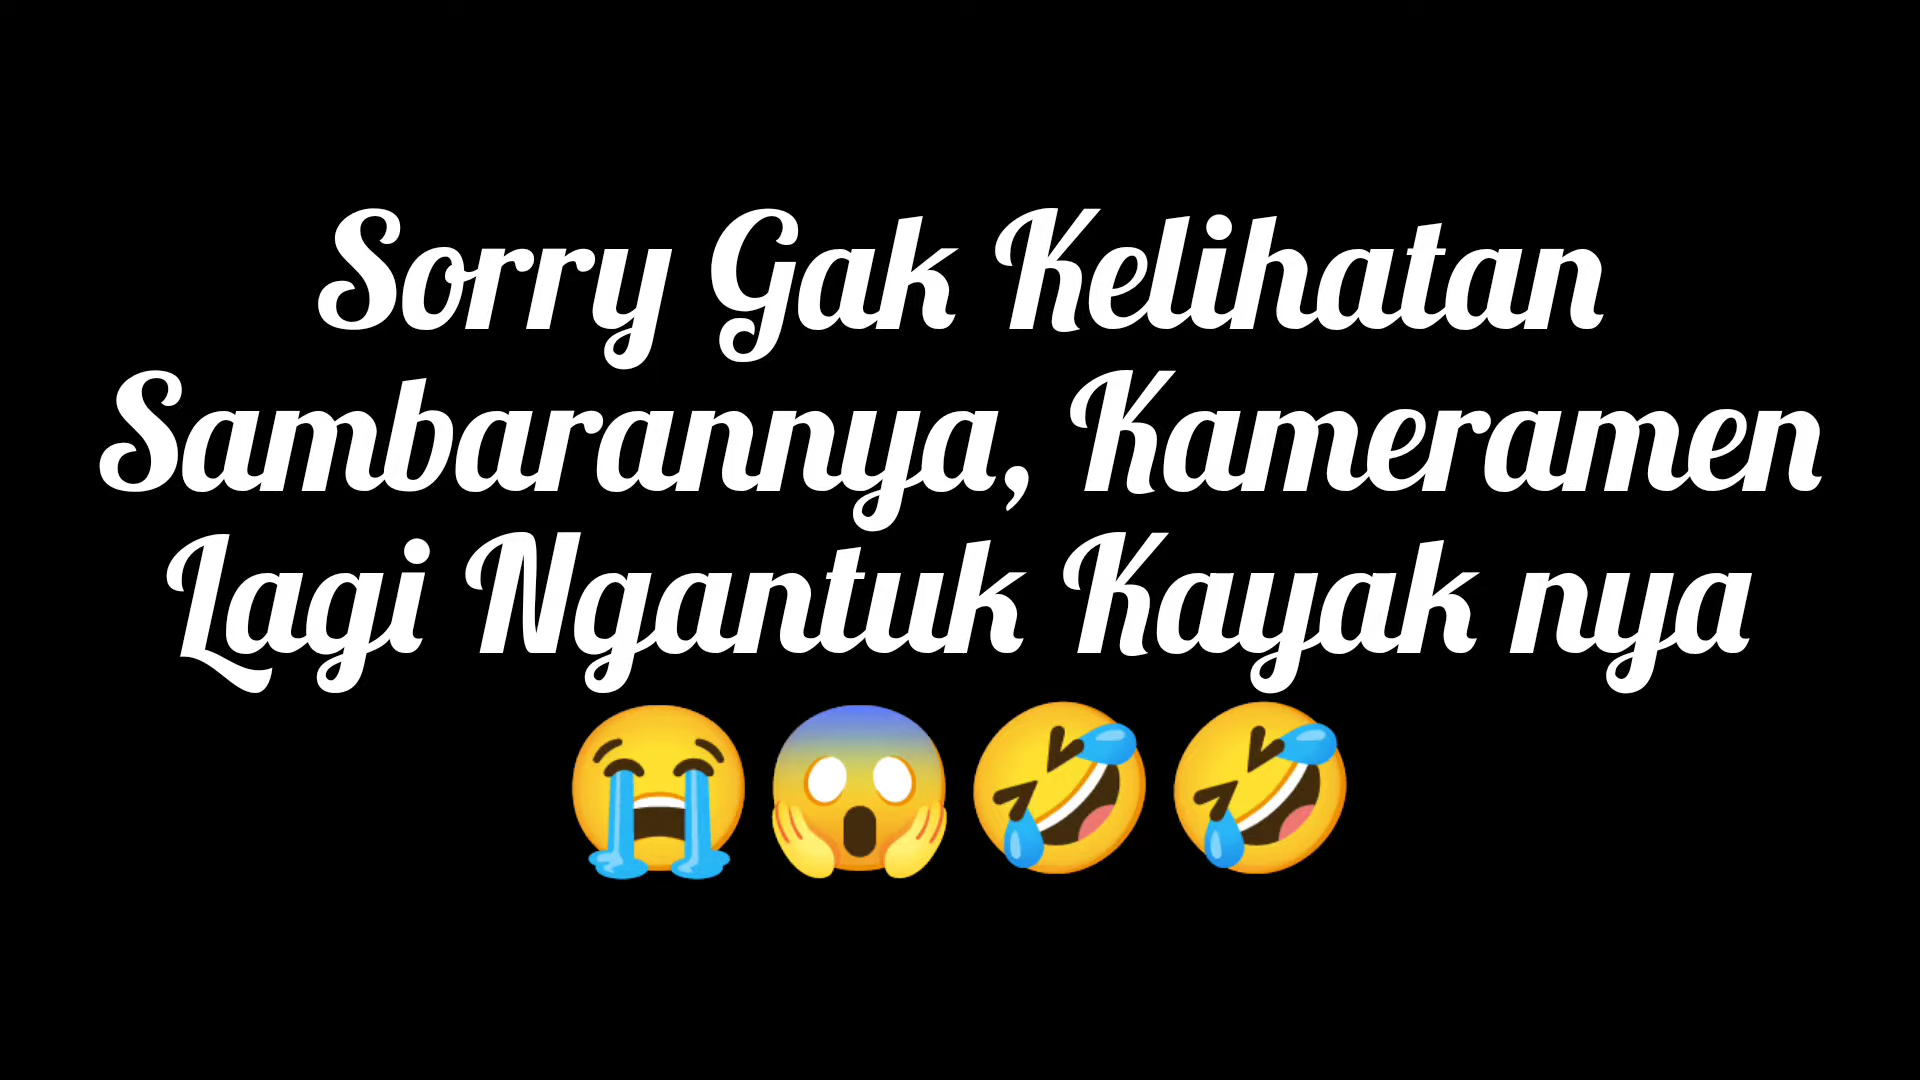 Sorry Gak Kelihatan
Sambarannya, Kameramen
Lagi Ngantuk Kayak nya
😭😱🤣🤣